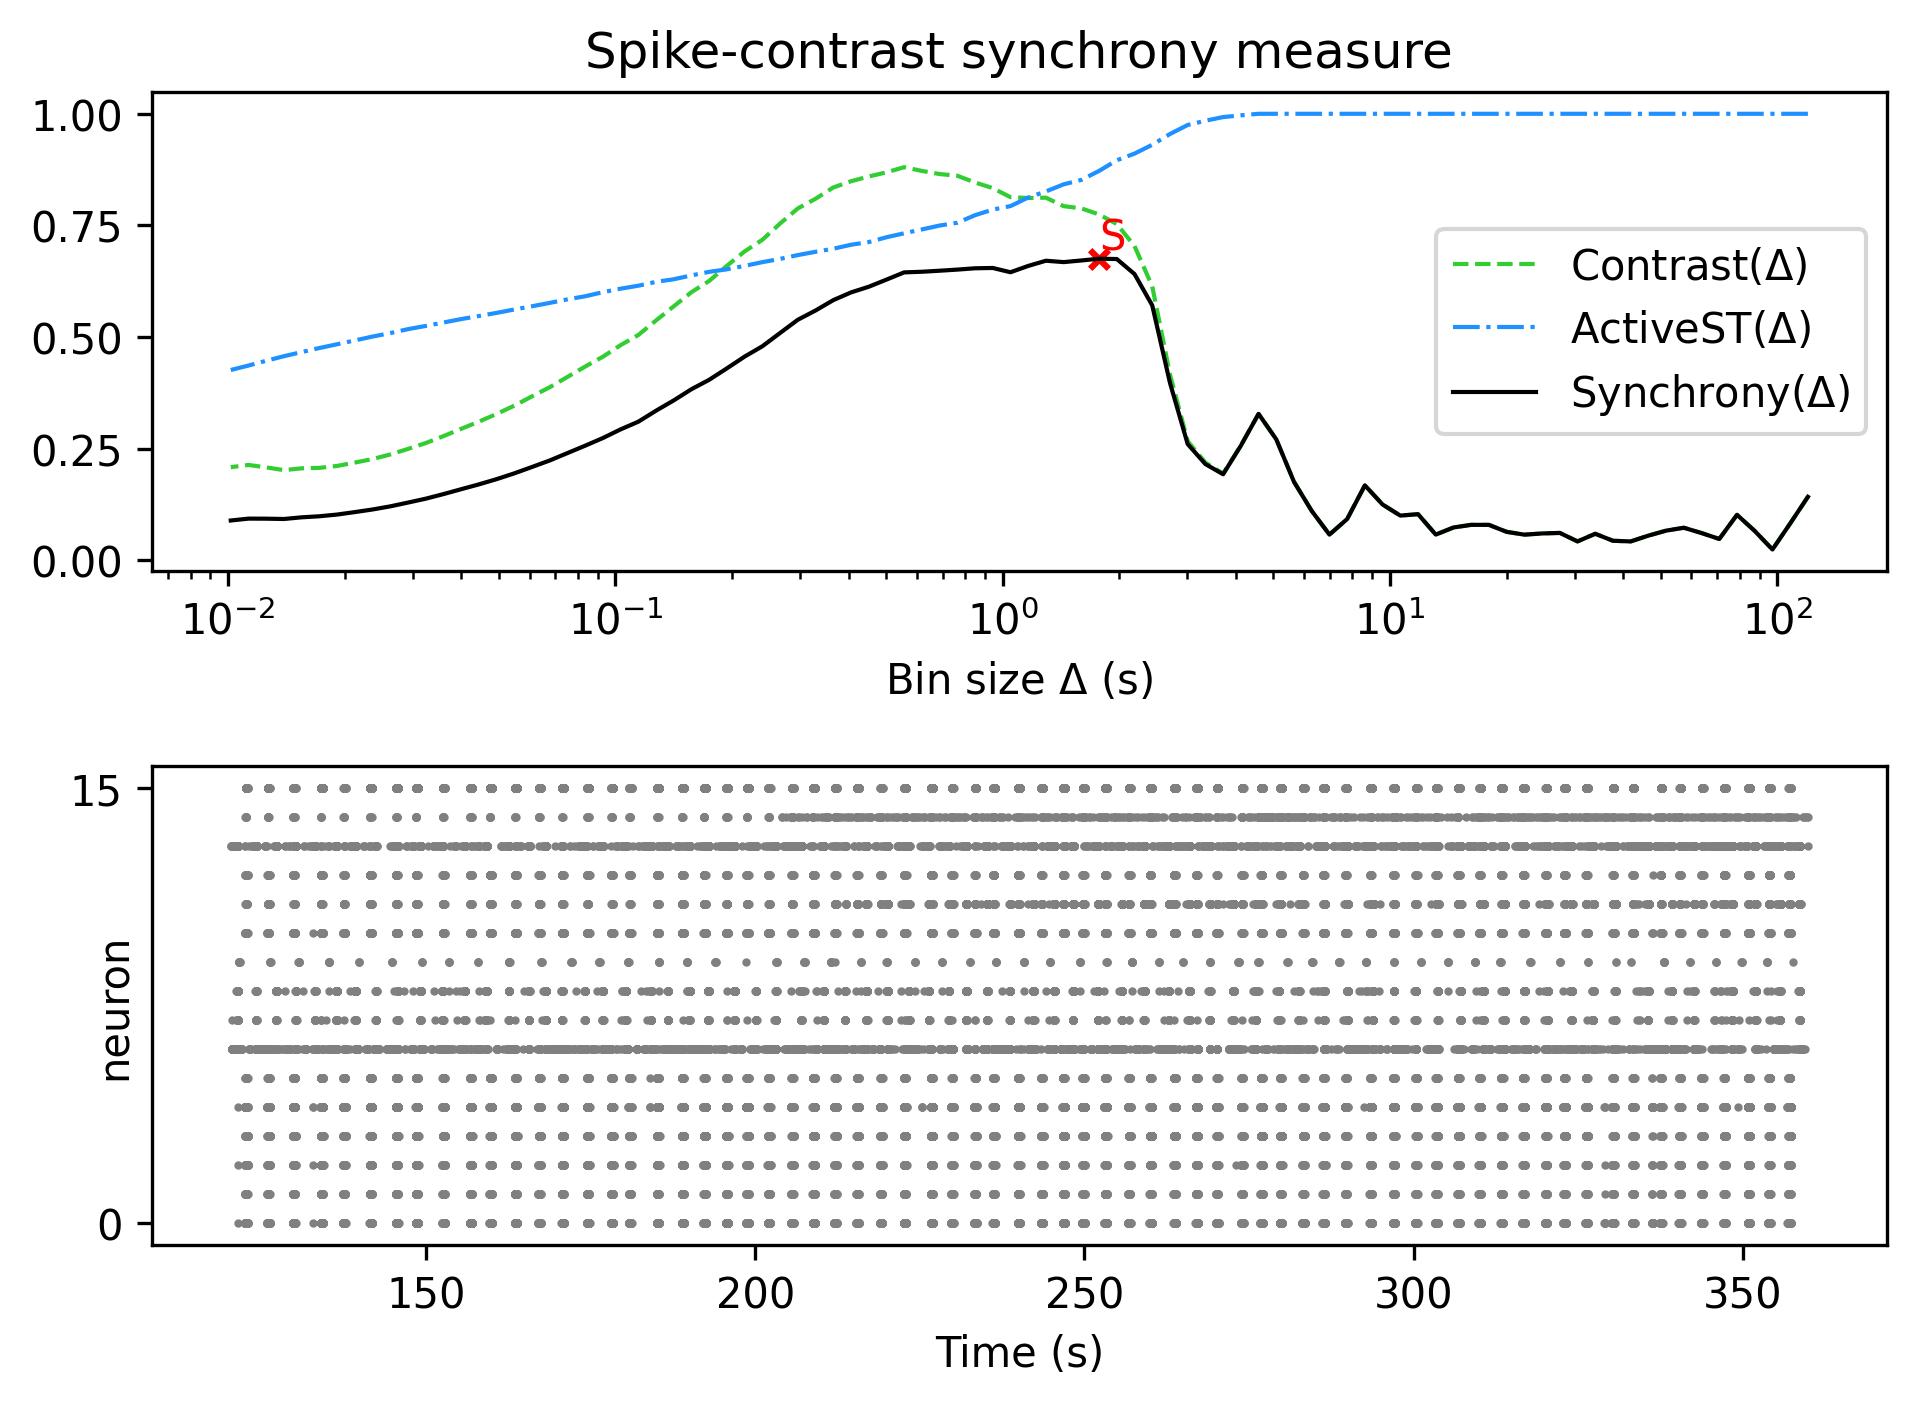 Spike-contrast synchrony measure
1.00
0.75
0.50
0.25
0.00
S
Contrast(Δ)
ActiveST(Δ)
Synchrony(Δ)
10⁻² 10⁻¹ 10⁰ 10¹ 10²
Bin size Δ (s)
15
0
neuron
150 200 250 300 350
Time (s)